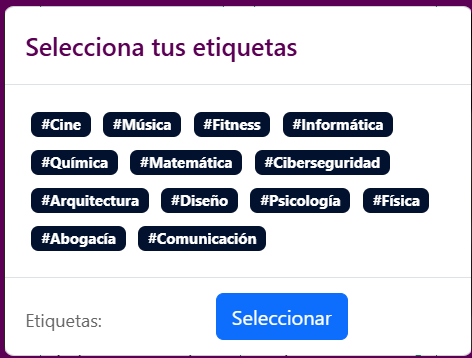 Selecciona tus etiquetas
#Cine #Música #Fitness #Informática
#Química #Matemática #Ciberseguridad
#Arquitectura #Diseño #Psicología #Física
#Abogacía #Comunicación
Etiquetas: Seleccionar